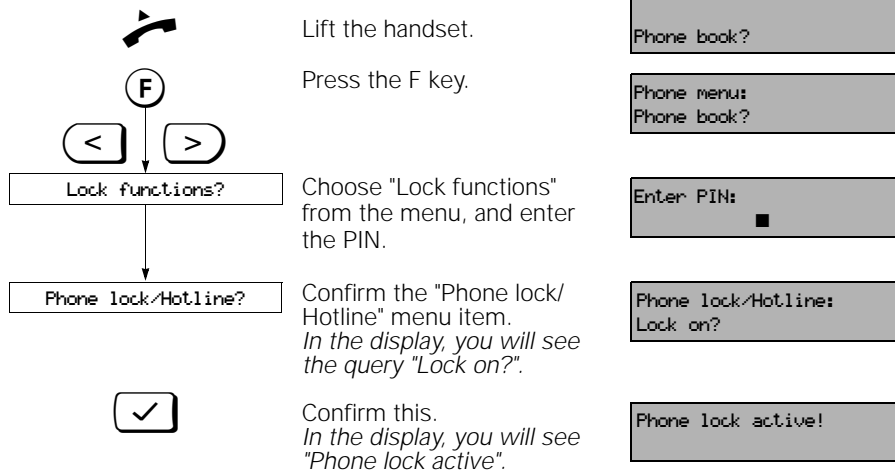 Lift the handset.
Phone book?
F
Press the F key.
Phone menu:
Phone book?
< >
Lock functions?
Choose "Lock functions"
from the menu, and enter
the PIN.
Enter PIN:
Phone lock/Hotline?
Confirm the "Phone lock/
Hotline" menu item.
In the display, you will see
the query "Lock on?".
Phone lock/Hotline:
Lock on?
Confirm this.
In the display, you will see
"Phone lock active".
Phone lock active!